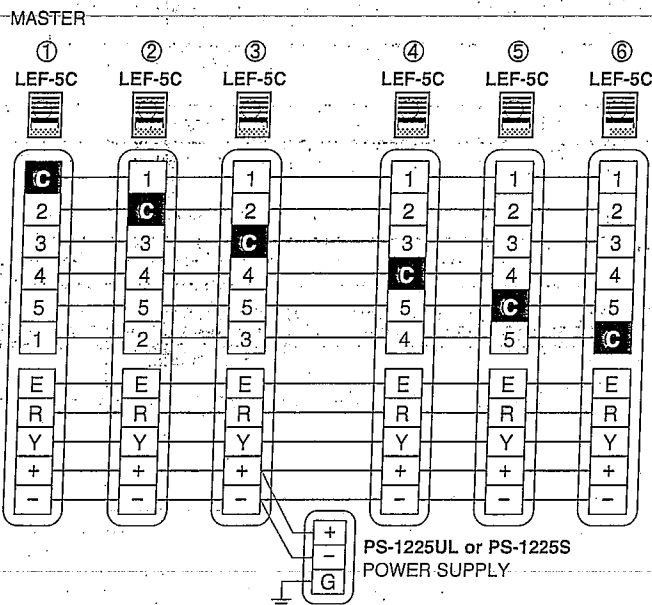 MASTER
① ② ③ ④ ⑤ ⑥
LEF-5C LEF-5C LEF-5C LEF-5C LEF-5C LEF-5C
C 1 1 1 1 1
2 C 2 2 2 2
3 3 C 3 3 3
4 4 4 C 4 4
5 5 5 5 C 5
1 2 3 4 5 C
E E E E E E
R R R R R R
Y Y Y Y Y Y
+ + + + + +
− − − − − −
+
− PS-1225UL or PS-1225S
G POWER SUPPLY